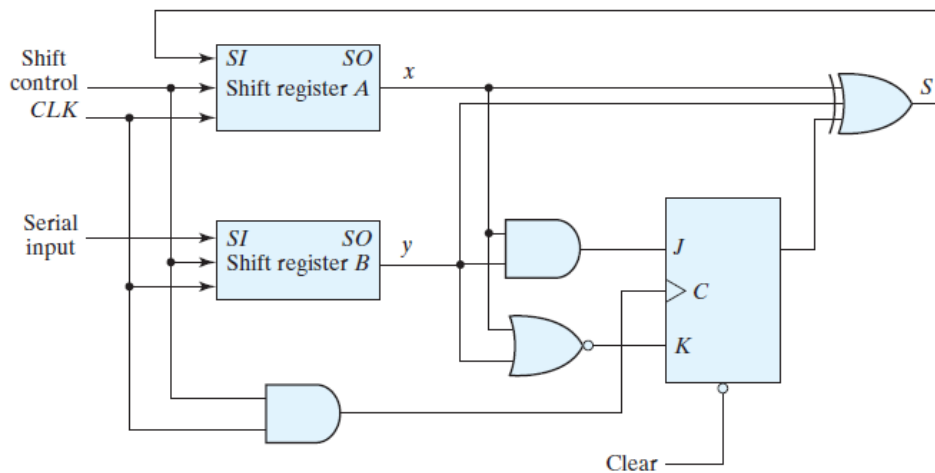 Shift
control
CLK
SI SO
Shift register A
x
S
Serial
input
SI SO
Shift register B
y
J
C
K
Clear